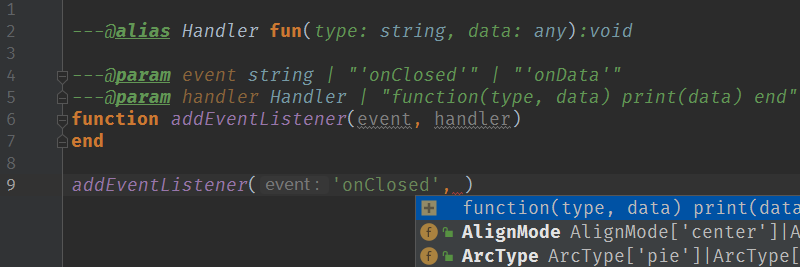 1
2 ---@alias Handler fun(type: string, data: any):void
3
4 ---@param event string | "'onClosed'" | "'onData'"
5 ---@param handler Handler | "function(type, data) print(data) end"
6 function addEventListener(event, handler)
7 end
8
9 addEventListener( event: 'onClosed', )
function(type, data) print(data
f AlignMode AlignMode['center']|A
f ArcType ArcType['pie']|ArcType[